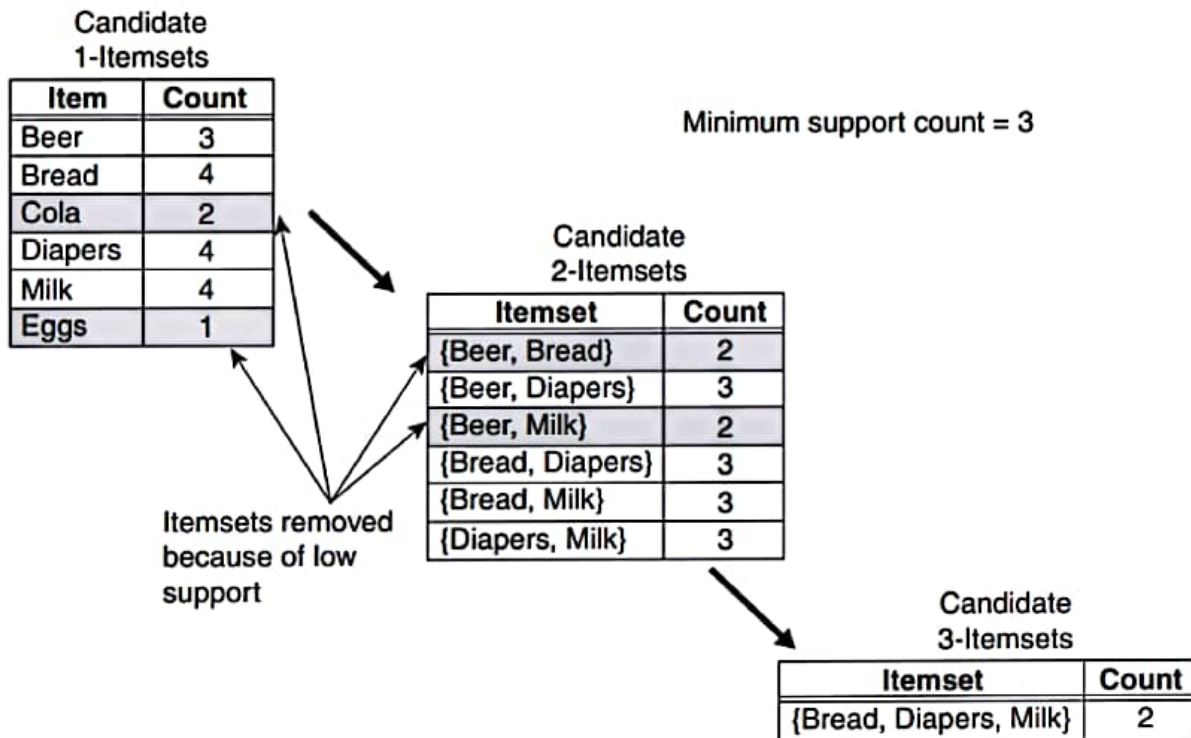 Candidate
1-Itemsets
Item Count
Beer 3
Bread 4
Cola 2
Diapers 4
Milk 4
Eggs 1
Minimum support count = 3
Candidate
2-Itemsets
Itemset Count
{Beer, Bread} 2
{Beer, Diapers} 3
{Beer, Milk} 2
{Bread, Diapers} 3
{Bread, Milk} 3
{Diapers, Milk} 3
Itemsets removed
because of low
support
Candidate
3-Itemsets
Itemset Count
{Bread, Diapers, Milk} 2